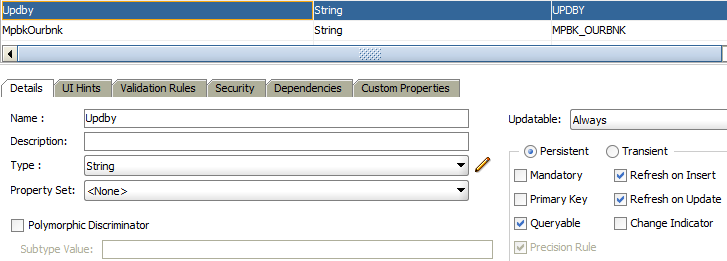 Updby String UPDBY
MpbkOurbnk String MPBK_OURBNK
Details UI Hints Validation Rules Security Dependencies Custom Properties
Name : Updby
Updatable: Always
Description:
Persistent Transient
Type : String
Mandatory Refresh on Insert
Property Set: <None>
Primary Key Refresh on Update
Polymorphic Discriminator
Queryable Change Indicator
Subtype Value:
Precision Rule